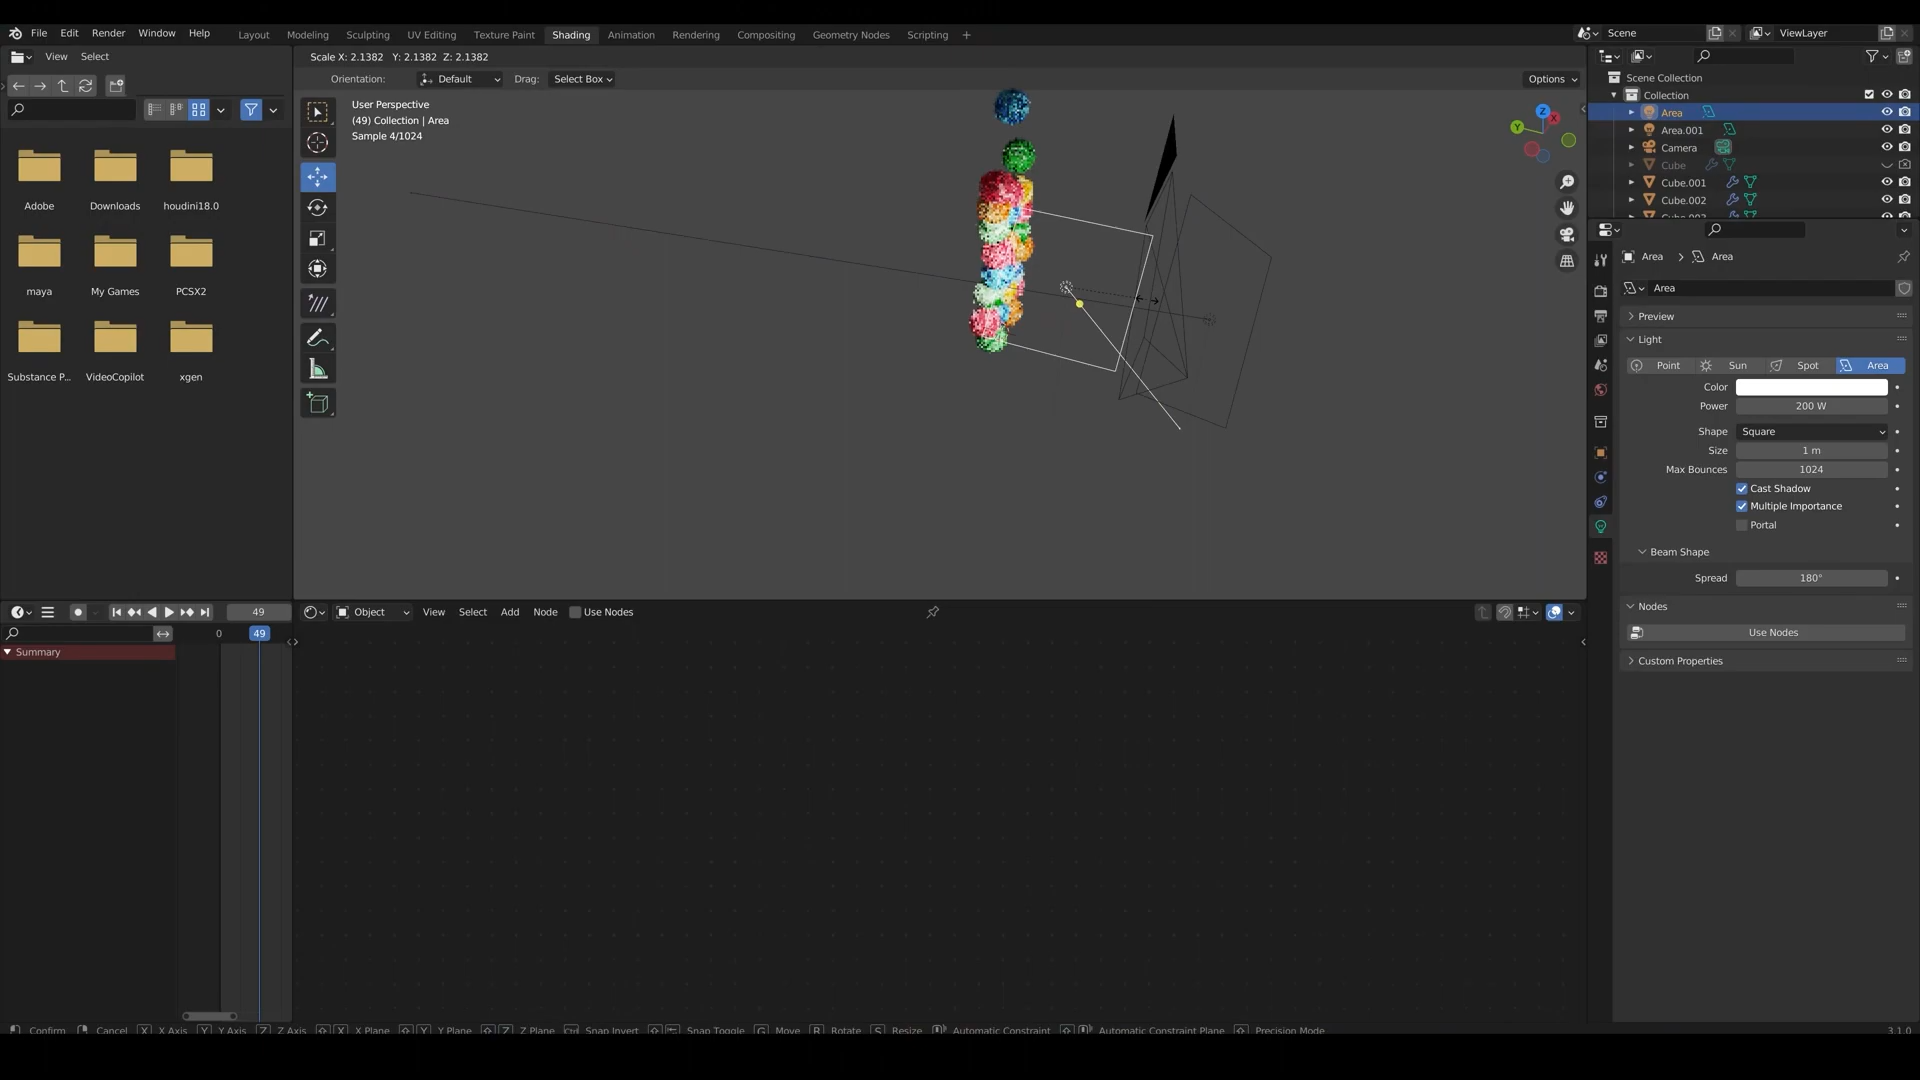 File Edit Render Window Help Layout Modeling Sculpting UV Editing Texture Paint Shading Animation Rendering Compositing Geometry Nodes Scripting + Scene ViewLayer
View Select Scale X: 2.1382 Y: 2.1382 Z: 2.1382
Orientation: Default Drag: Select Box Options
Scene Collection
Collection
Area
Area.001
Camera
Cube
Cube.001
Cube.002
User Perspective
(49) Collection | Area
Sample 4/1024
Z
X
Y
Adobe Downloads houdini18.0
maya My Games PCSX2
Substance P... VideoCopilot xgen
Area > Area
Area
Preview
Light
Point Sun Spot Area
Color
Power 200 W
Shape Square
Size 1 m
Max Bounces 1024
Cast Shadow
Multiple Importance
Portal
Beam Shape
Spread 180°
Nodes
Use Nodes
Custom Properties
49 Object View Select Add Node Use Nodes
0 49
Summary
Confirm Cancel X X Axis Y Y Axis Z Z Axis X X Plane Y Y Plane Z Z Plane Ctrl Snap Invert Snap Toggle G Move R Rotate S Resize Automatic Constraint Automatic Constraint Plane Precision Mode 3.1.0